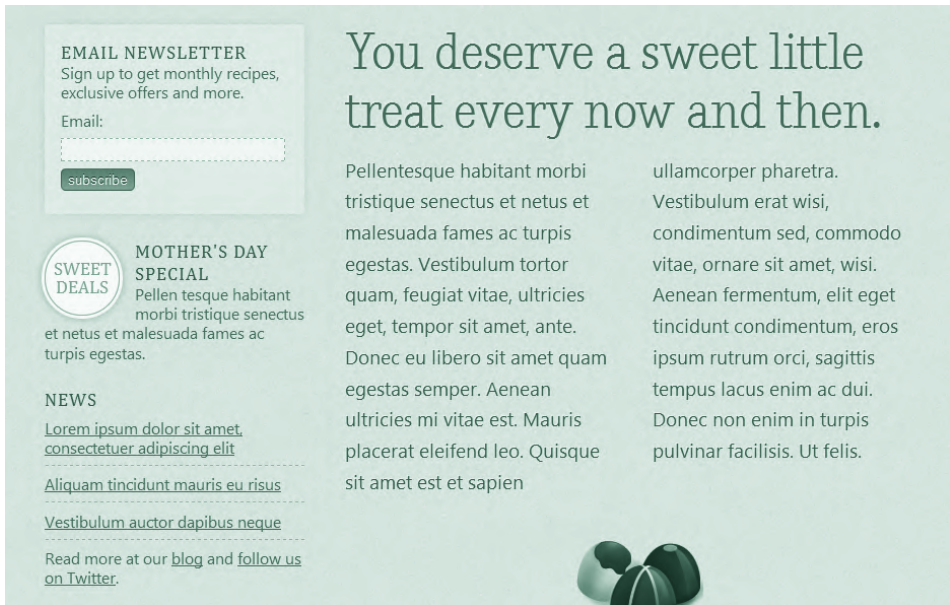 EMAIL NEWSLETTER
Sign up to get monthly recipes,
exclusive offers and more.
Email:
subscribe
SWEET
DEALS
MOTHER’S DAY
SPECIAL
Pellen tesque habitant
morbi tristique senectus
et netus et malesuada fames ac
turpis egestas.
NEWS
Lorem ipsum dolor sit amet,
consectetuer adipiscing elit
Aliquam tincidunt mauris eu risus
Vestibulum auctor dapibus neque
Read more at our blog and follow us
on Twitter.
You deserve a sweet little
treat every now and then.
Pellentesque habitant morbi
tristique senectus et netus et
malesuada fames ac turpis
egestas. Vestibulum tortor
quam, feugiat vitae, ultricies
eget, tempor sit amet, ante.
Donec eu libero sit amet quam
egestas semper. Aenean
ultricies mi vitae est. Mauris
placerat eleifend leo. Quisque
sit amet est et sapien
ullamcorper pharetra.
Vestibulum erat wisi,
condimentum sed, commodo
vitae, ornare sit amet, wisi.
Aenean fermentum, elit eget
tincidunt condimentum, eros
ipsum rutrum orci, sagittis
tempus lacus enim ac dui.
Donec non enim in turpis
pulvinar facilisis. Ut felis.